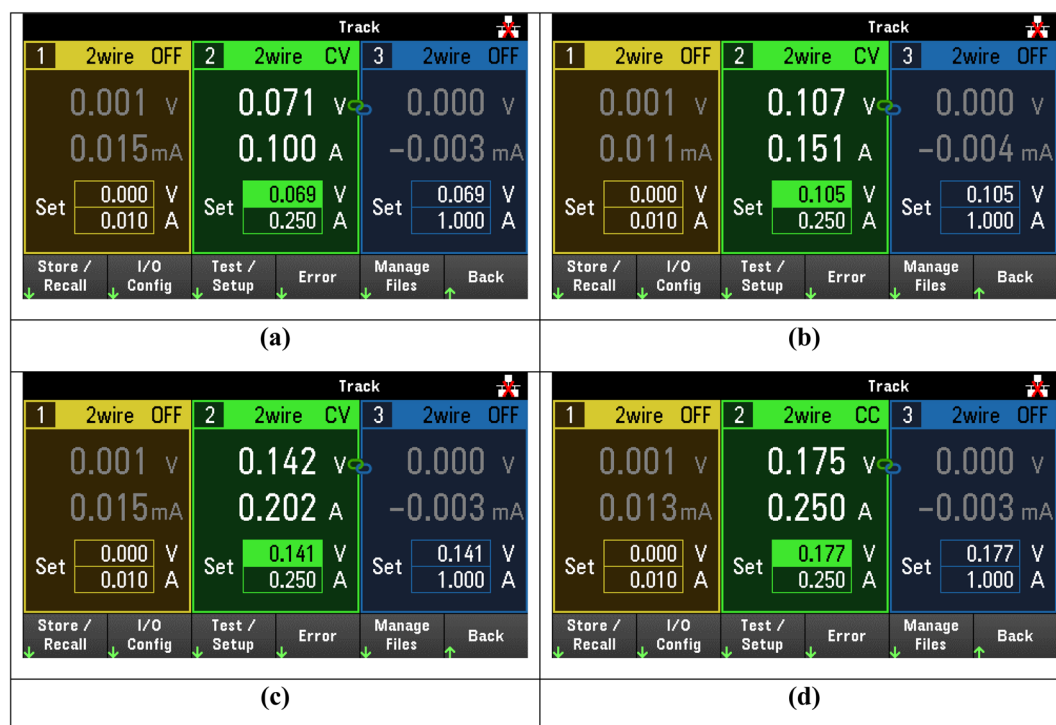 Track
1 2wire OFF 2 2wire CV 3 2wire OFF
0.001 V 0.071 V 0.000 V
0.015 mA 0.100 A -0.003 mA
Set 0.000 V Set 0.069 V Set 0.069 V
0.010 A 0.250 A 1.000 A
Store / Recall I/O Config Test / Setup Error Manage Files Back
(a)
Track
1 2wire OFF 2 2wire CV 3 2wire OFF
0.001 V 0.107 V 0.000 V
0.011 mA 0.151 A -0.004 mA
Set 0.000 V Set 0.105 V Set 0.105 V
0.010 A 0.250 A 1.000 A
Store / Recall I/O Config Test / Setup Error Manage Files Back
(b)
Track
1 2wire OFF 2 2wire CV 3 2wire OFF
0.001 V 0.142 V 0.000 V
0.015 mA 0.202 A -0.003 mA
Set 0.000 V Set 0.141 V Set 0.141 V
0.010 A 0.250 A 1.000 A
Store / Recall I/O Config Test / Setup Error Manage Files Back
(c)
Track
1 2wire OFF 2 2wire CC 3 2wire OFF
0.001 V 0.175 V 0.000 V
0.013 mA 0.250 A -0.003 mA
Set 0.000 V Set 0.177 V Set 0.177 V
0.010 A 0.250 A 1.000 A
Store / Recall I/O Config Test / Setup Error Manage Files Back
(d)